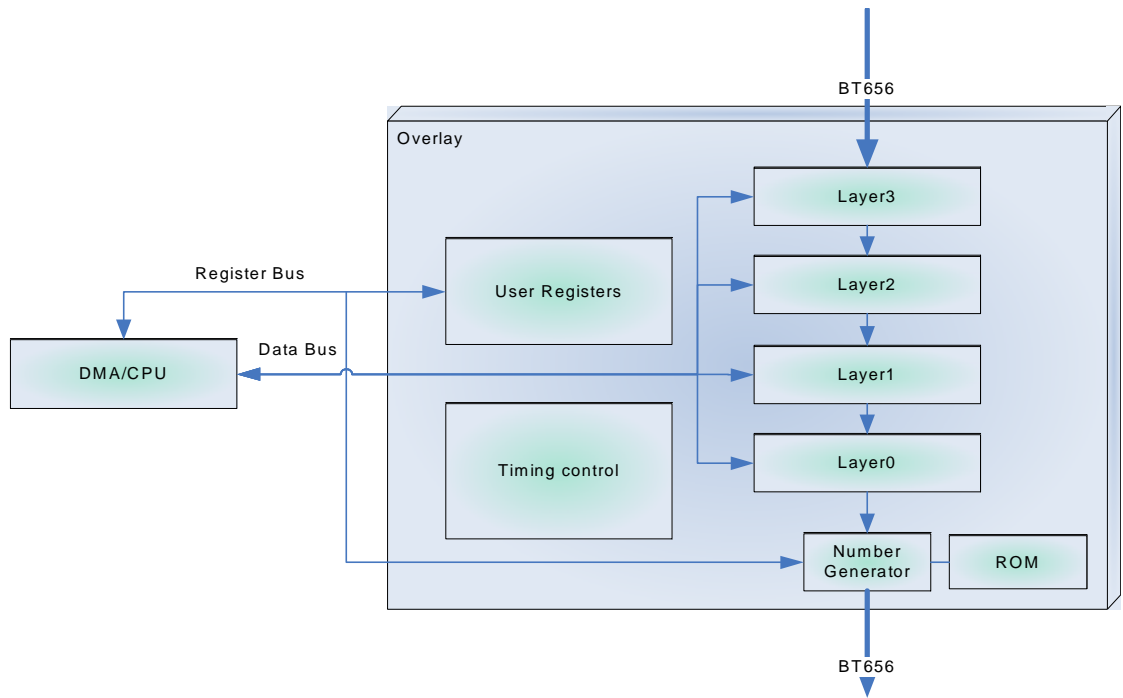 BT656
Overlay
Layer3
Register Bus
User Registers
Layer2
Data Bus
DMA/CPU
Layer1
Timing control
Layer0
Number
Generator
ROM
BT656